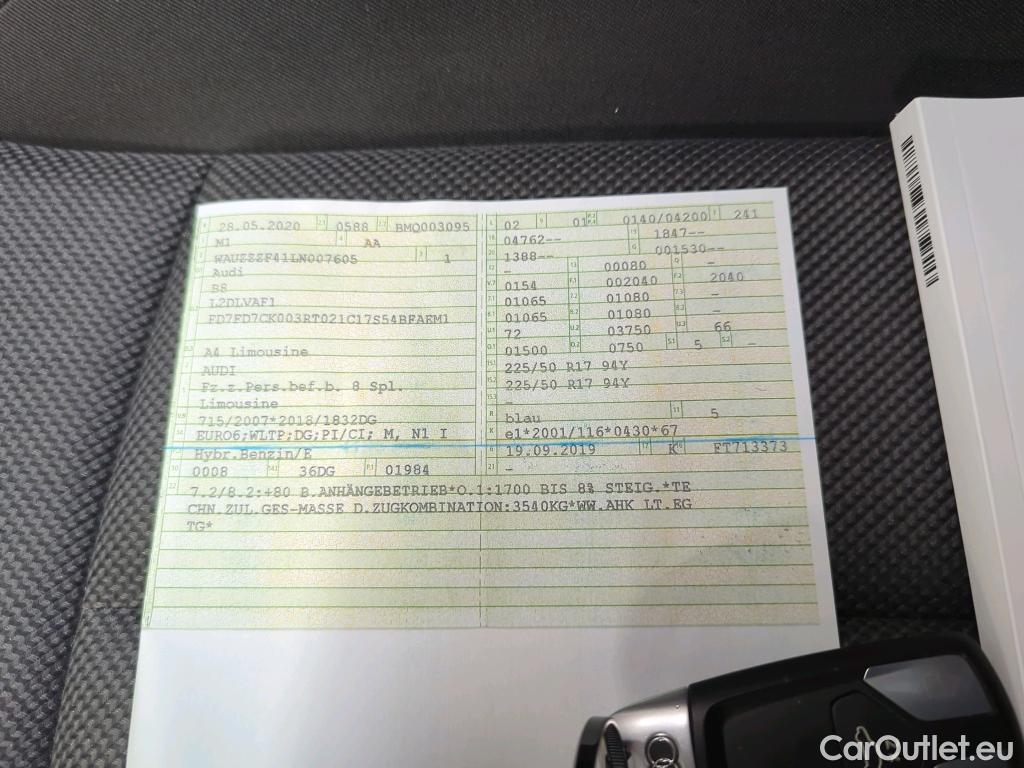 28.05.2020 0588 BMQ003095
M1 AA
WAUZZZF41LN007605 1
Audi
B8
L2DLVAF1
FD7FD7CK003RT021C17S54BFAEM1
A4 Limousine
AUDI
Fz.z.Pers.bef.b. 8 Spl.
Limousine
715/2007*2018/1832DG
EURO6;WLTP;DG;PI/CI; M, N1 I
Hybr.Benzin/E
0008 36DG 01984
02 01 0140/04200 241
04762-- 1847--
1388-- 001530--
- 00080 -
0154 002040 2040
01065 01080 -
01065 01080 -
72 03750 66
01500 0750 5 -
225/50 R17 94Y
225/50 R17 94Y
-
blau 5
e1*2001/116*0430*67
19.09.2019 K FT713373
-
7.2/8.2:+80 B.ANHÄNGEBETRIEB*O.1:1700 BIS 8% STEIG.*TE
CHN.ZUL.GES-MASSE D.ZUGKOMBINATION:3540KG*WW.AHK LT.EG
TG*
CarOutlet.eu